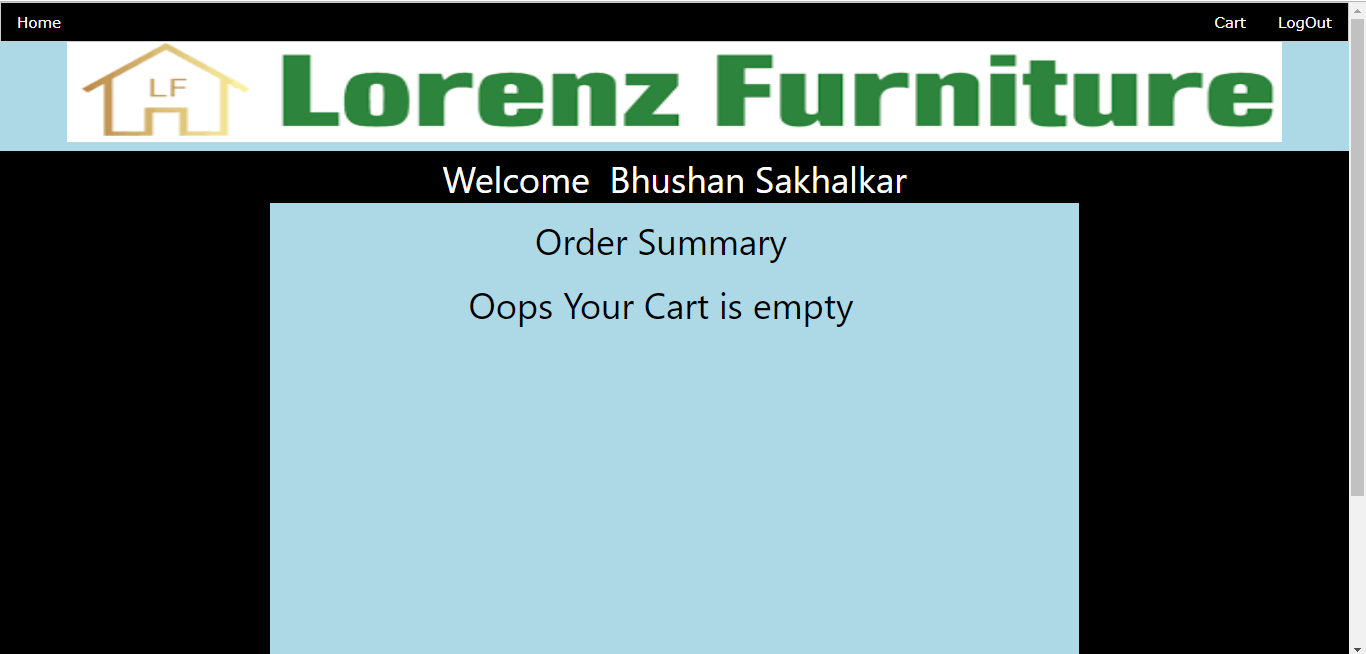 Home Cart LogOut
LF Lorenz Furniture
Welcome Bhushan Sakhalkar
Order Summary
Oops Your Cart is empty